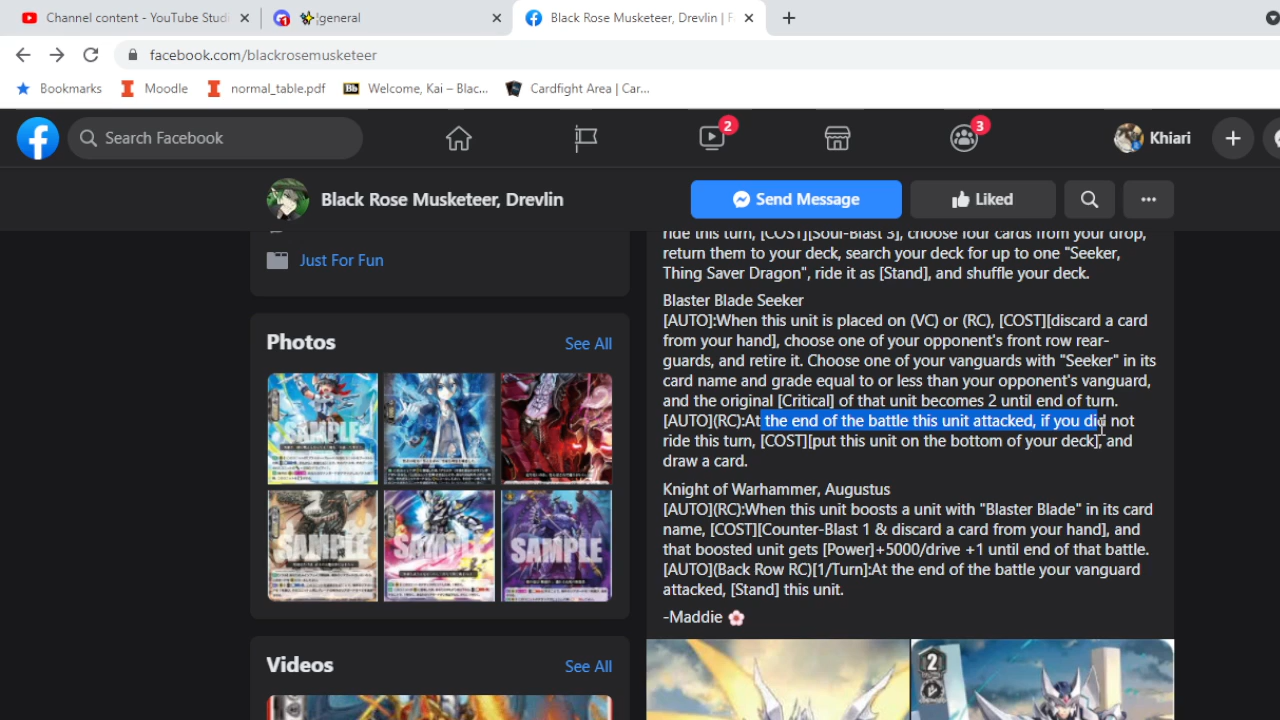 Channel content - YouTube Stud
general
Black Rose Musketeer, Drevlin | F
facebook.com/blackrosemusketeer
Bookmarks
Moodle
normal_table.pdf
Bb
Welcome, Kai – Blac...
Cardfight Area | Car...
Search Facebook
2
3
Khiari
Black Rose Musketeer, Drevlin
Send Message
Liked
Just For Fun
Photos
See All
SAMPLE
SAMPLE
SAMPLE
Videos
See All
ride this turn, [COST][Soul-Blast 3], choose four cards from your drop,
return them to your deck, search your deck for up to one "Seeker,
Thing Saver Dragon", ride it as [Stand], and shuffle your deck.
Blaster Blade Seeker
[AUTO]:When this unit is placed on (VC) or (RC), [COST][discard a card
from your hand], choose one of your opponent's front row rear-
guards, and retire it. Choose one of your vanguards with "Seeker" in its
card name and grade equal to or less than your opponent's vanguard,
and the original [Critical] of that unit becomes 2 until end of turn.
[AUTO](RC):At the end of the battle this unit attacked, if you did not
ride this turn, [COST][put this unit on the bottom of your deck], and
draw a card.
Knight of Warhammer, Augustus
[AUTO](RC):When this unit boosts a unit with "Blaster Blade" in its card
name, [COST][Counter-Blast 1 & discard a card from your hand], and
that boosted unit gets [Power]+5000/drive +1 until end of that battle.
[AUTO][Back Row RC][1/Turn]:At the end of the battle your vanguard
attacked, [Stand] this unit.
-Maddie
2